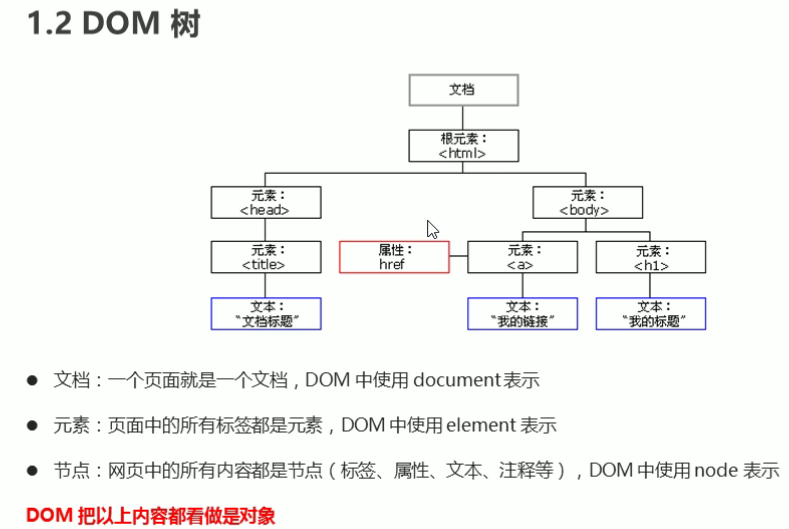 1.2 DOM 树
文档
根元素：
<html>
元素：
<head>
元素：
<body>
元素：
<title>
属性：
href
元素：
<a>
元素：
<h1>
文本：
“文档标题”
文本：
“我的链接”
文本：
“我的标题”
● 文档：一个页面就是一个文档，DOM 中使用 document 表示
● 元素：页面中的所有标签都是元素，DOM 中使用 element 表示
● 节点：网页中的所有内容都是节点（标签、属性、文本、注释等），DOM 中使用 node 表示
DOM 把以上内容都看做是对象